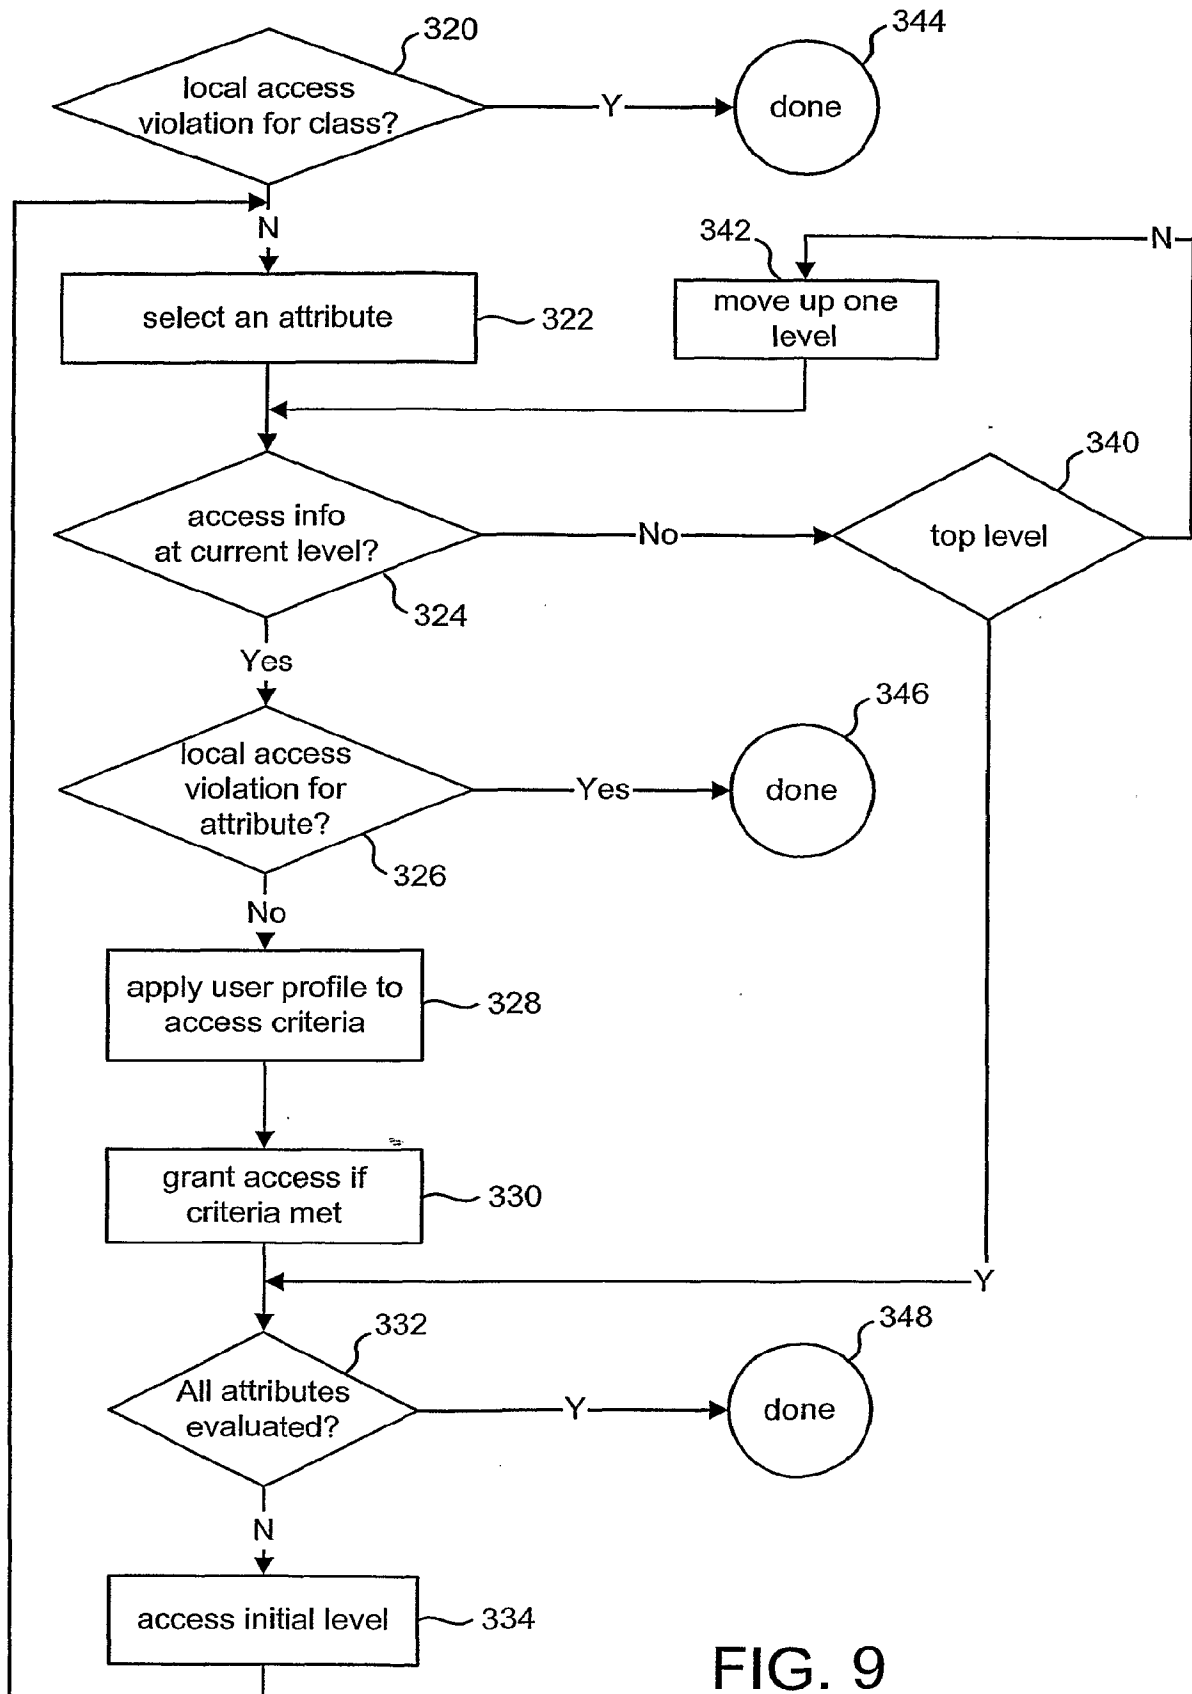 320
344
local access
violation for class?
Y
done
N
342
N
select an attribute
322
move up one
level
340
access info
at current level?
No
top level
324
Yes
346
local access
violation for
attribute?
Yes
done
326
No
apply user profile to
access criteria
328
grant access if
criteria met
330
Y
332
348
All attributes
evaluated?
Y
done
N
access initial level
334
FIG. 9